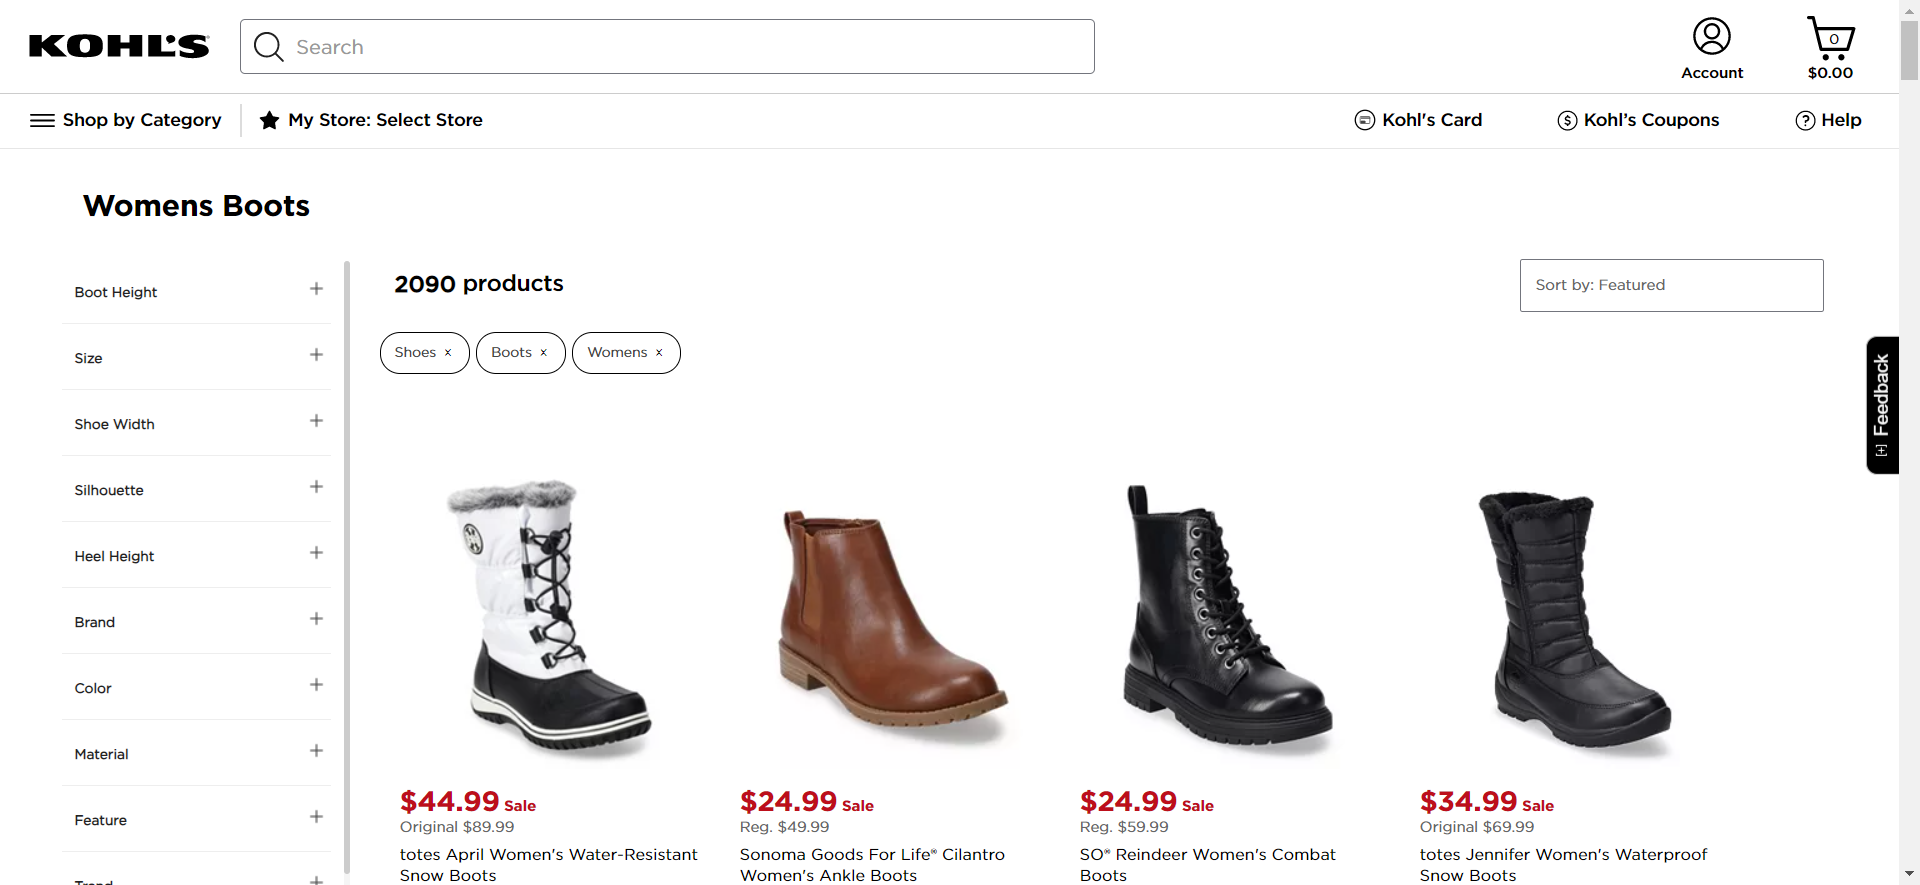 KOHL'S
Search
Account
0
$0.00
Shop by Category
My Store: Select Store
Kohl's Card
Kohl's Coupons
Help
Womens Boots
Boot Height
Size
Shoe Width
Silhouette
Heel Height
Brand
Color
Material
Feature
Trend
2090 products
Sort by: Featured
Shoes x
Boots x
Womens x
Feedback
$44.99 Sale
Original $89.99
totes April Women's Water-Resistant
Snow Boots
$24.99 Sale
Reg. $49.99
Sonoma Goods For Life® Cilantro
Women's Ankle Boots
$24.99 Sale
Reg. $59.99
SO® Reindeer Women's Combat
Boots
$34.99 Sale
Original $69.99
totes Jennifer Women's Waterproof
Snow Boots